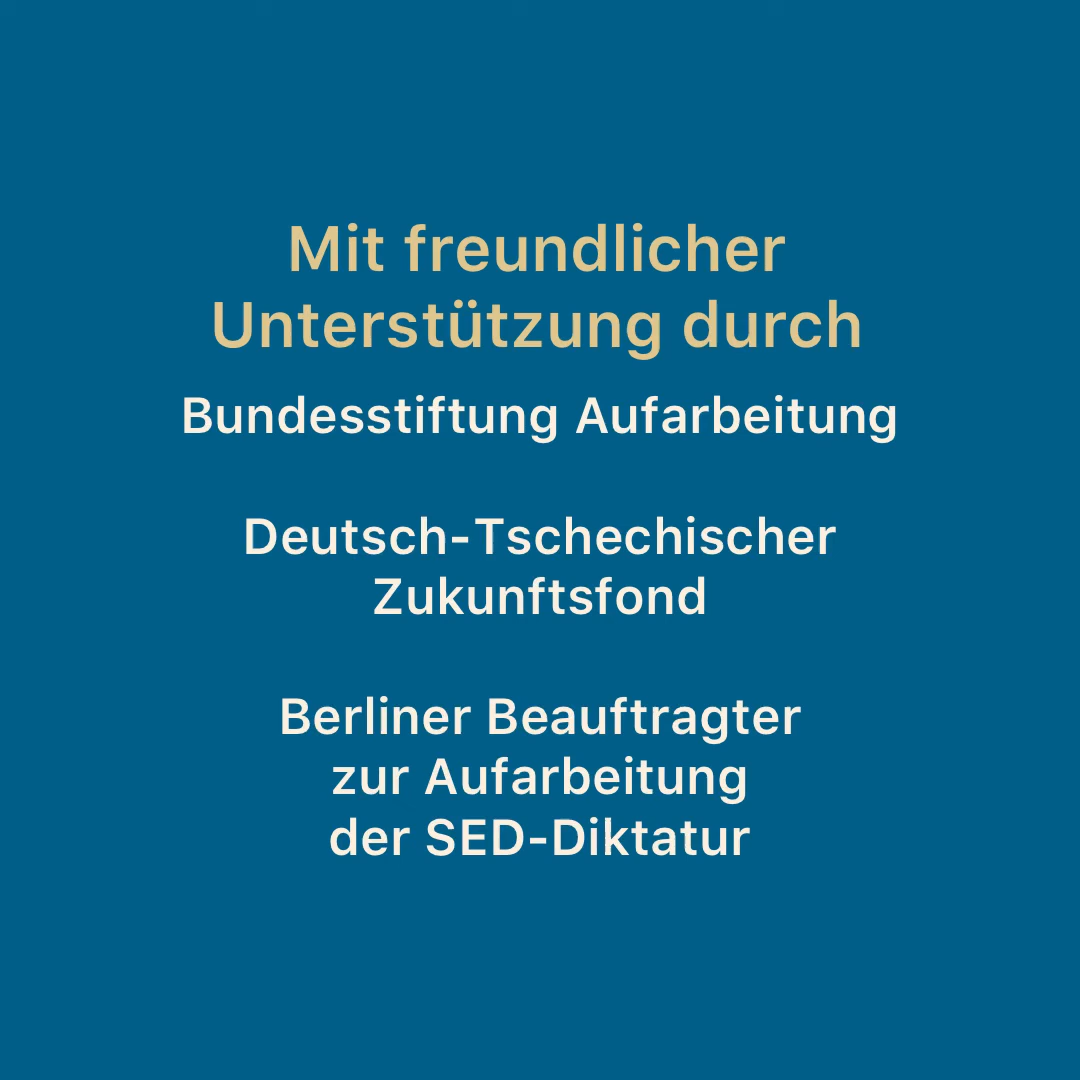 Mit freundlicher
Unterstützung durch
Bundesstiftung Aufarbeitung
Deutsch-Tschechischer
Zukunftsfond
Berliner Beauftragter
zur Aufarbeitung
der SED-Diktatur